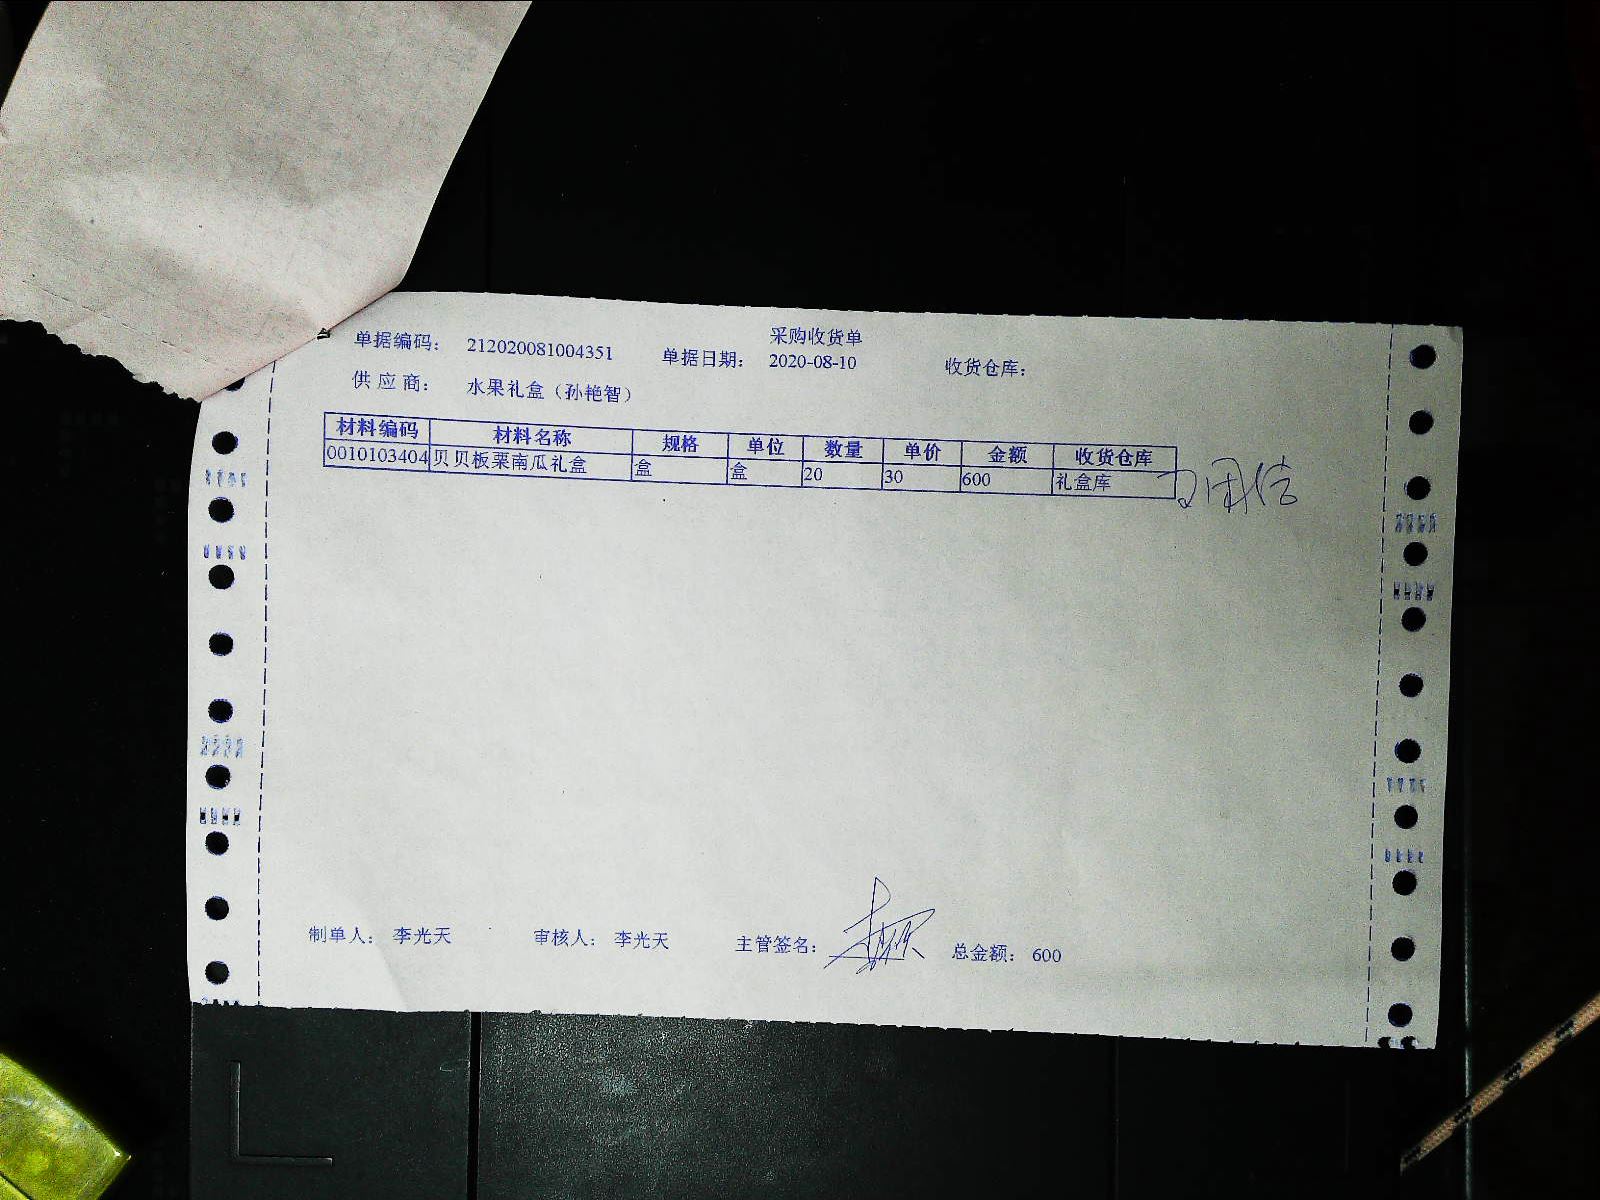 采购收货单
单据编码: 212020081004351 单据日期: 2020-08-10 收货仓库:
供应商: 水果礼盒（孙艳智）
材料编码 材料名称 规格 单位 数量 单价 金额 收货仓库
0010103404 贝贝板栗南瓜礼盒 盒 盒 20 30 600 礼盒库
制单人: 李光天 审核人: 李光天 主管签名: 总金额: 600